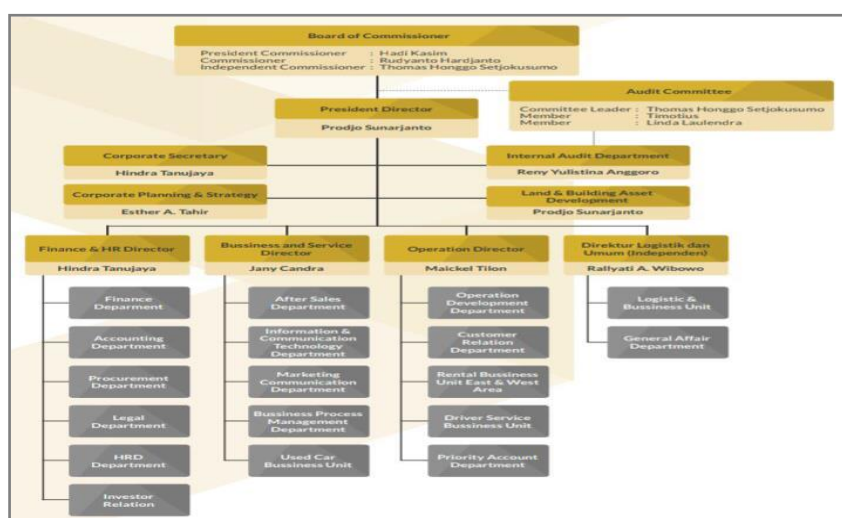 Board of Commissioner
President Commissioner : Hadi Kasim
Commissioner : Rudyanto Hardjanto
Independent Commissioner : Thomas Honggo Setjokusumo
Audit Committee
Committee Leader : Thomas Honggo Setjokusumo
Member : Timotius
Member : Linda Laulendra
President Director
Prodjo Sunarjanto
Corporate Secretary
Hindra Tanujaya
Internal Audit Department
Reny Yulistina Anggoro
Corporate Planning & Strategy
Esther A. Tahir
Land & Building Asset
Development
Prodjo Sunarjanto
Finance & HR Director
Hindra Tanujaya
Finance
Deparment
Accounting
Department
Procurement
Department
Legal
Department
HRD
Department
Investor
Relation
Bussiness and Service
Director
Jany Candra
After Sales
Department
Information &
Communication
Technology
Department
Marketing
Communication
Department
Bussiness Process
Management
Department
Used Car
Bussiness Unit
Operation Director
Maickel Tilon
Operation
Development
Department
Customer
Relation
Department
Rental Bussiness
Unit East & West
Area
Driver Service
Bussiness Unit
Priority Account
Department
Direktur Logistik dan
Umum (Independen)
Rallyati A. Wibowo
Logistic &
Bussiness Unit
General Affair
Department